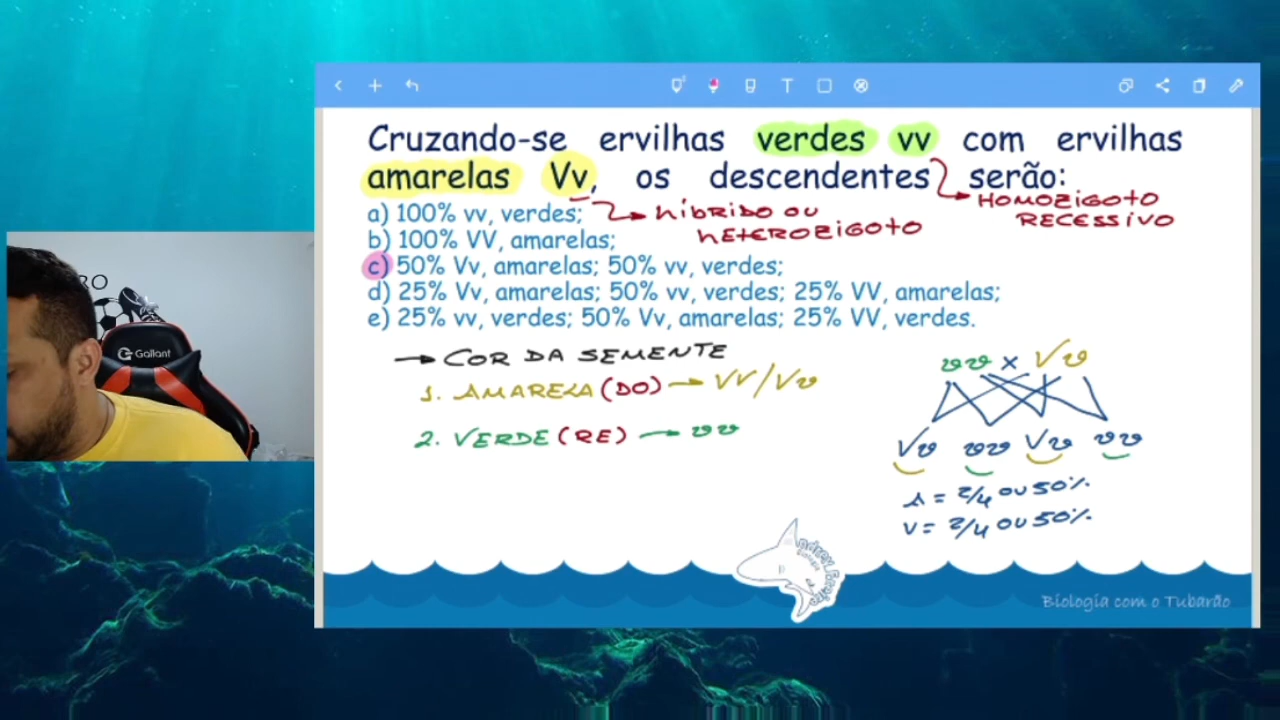 Cruzando-se ervilhas verdes vv com ervilhas
amarelas Vv, os descendentes serão:
a) 100% vv, verdes;
b) 100% VV, amarelas;
c) 50% Vv, amarelas; 50% vv, verdes;
d) 25% Vv, amarelas; 50% vv, verdes; 25% VV, amarelas;
e) 25% vv, verdes; 50% Vv, amarelas; 25% VV, verdes.
→ HÍBRIDO OU
HETEROZIGOTO
→ HOMOZIGOTO
RECESSIVO
→ COR DA SEMENTE
1. AMARELA (DO) → VV/Vv
2. VERDE (RE) → vv
vv x Vv
Vv vv Vv vv
A = 2/4 OU 50%
V = 2/4 OU 50%
Biologia com o Tubarão
Gallant